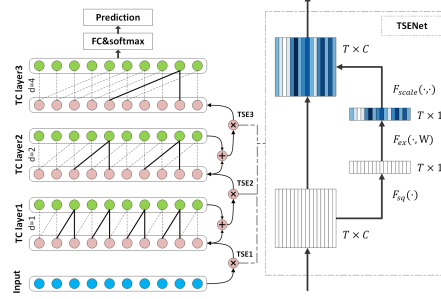 Prediction
FC&softmax
TC layer3
d=4
TSE3
TC layer2
d=2
TSE2
TC layer1
d=1
TSE1
Input
TSENet
T × C
F_scale(·,·)
T × 1
F_ex(·, W)
T × 1
F_sq(·)
T × C